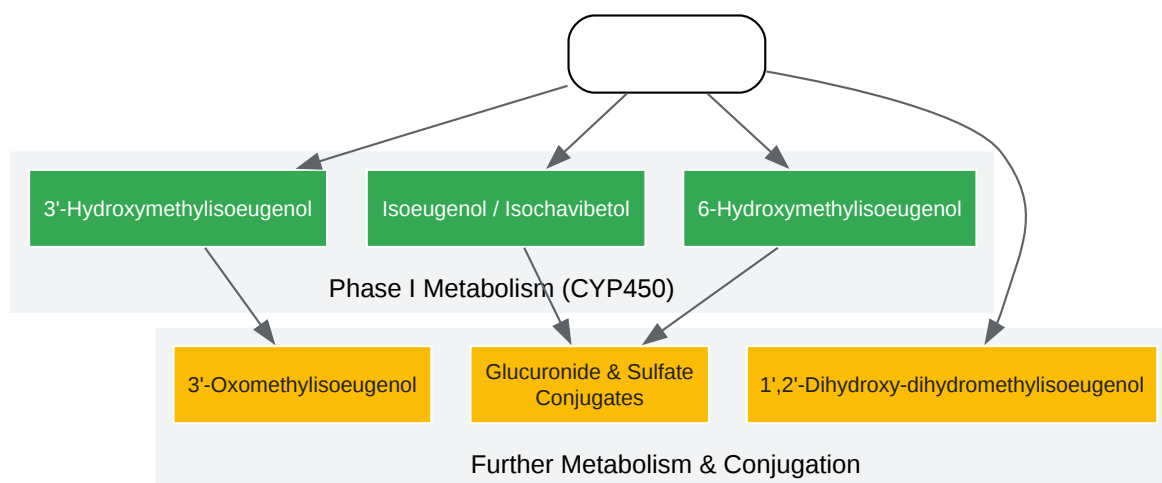 3'-Hydroxymethylisoeugenol
Isoeugenol / Isochavibetol
6-Hydroxymethylisoeugenol
Phase I Metabolism (CYP450)
3'-Oxomethylisoeugenol
Glucuronide & Sulfate
Conjugates
1',2'-Dihydroxy-dihydromethylisoeugenol
Further Metabolism & Conjugation